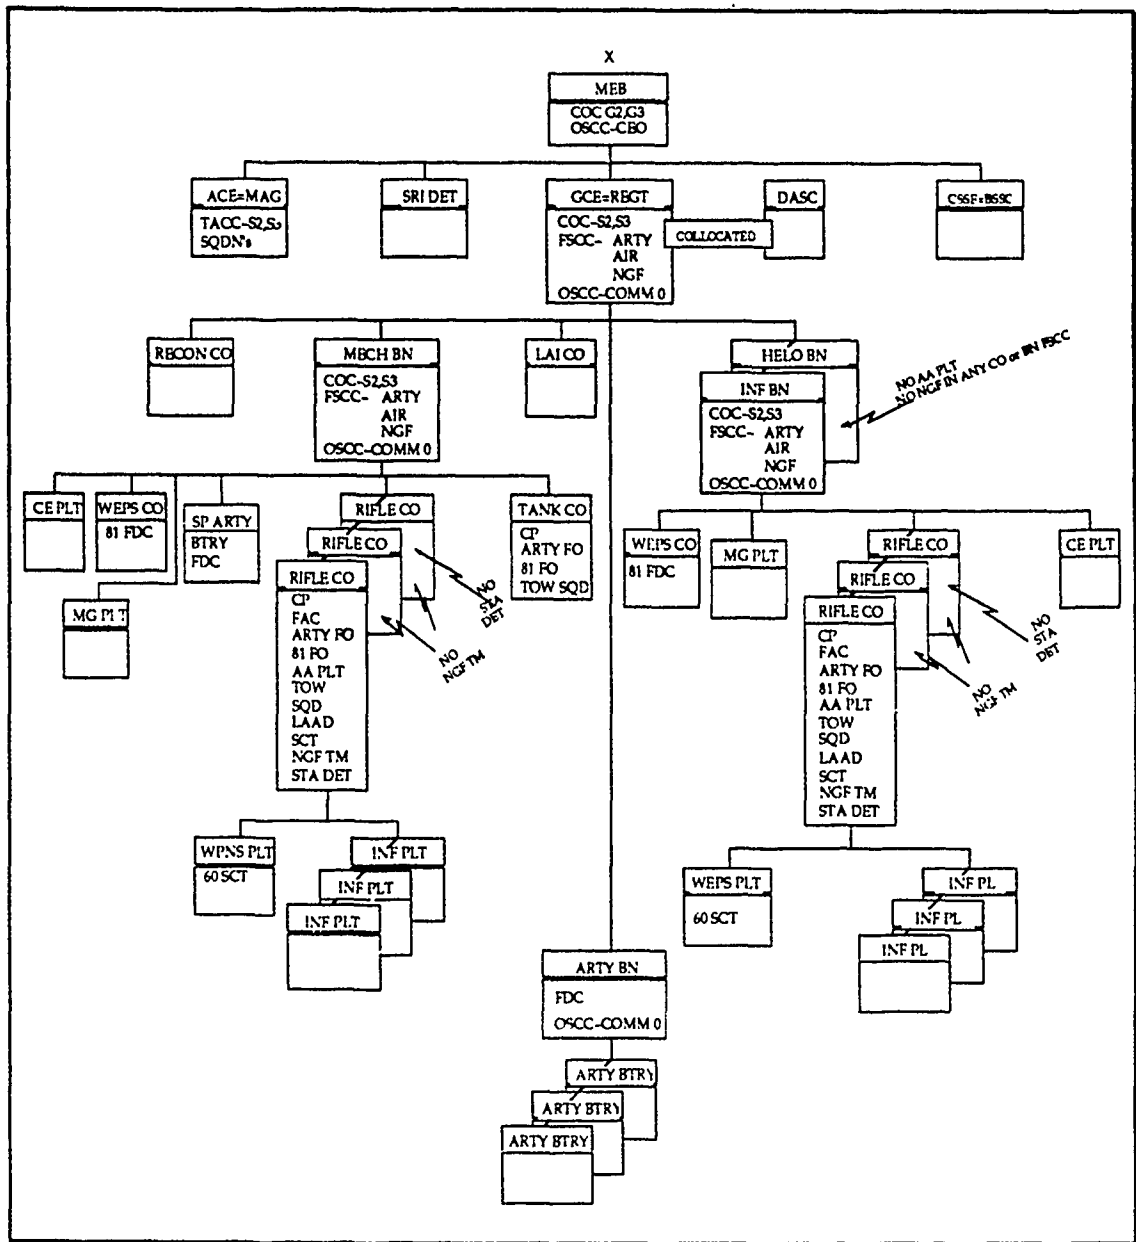 X
MEB
COC G2,G3
OSCC-CEO
ACE=MAG
TACC-S2,S3
SQDN's
SRI DET
GCE=REGT
COC-S2,S3
FSCC- ARTY
AIR
NGF
OSCC-COMM 0
COLLOCATED
DASC
CSSE=BSSG
RECON CO
MECH BN
COC-S2,S3
FSCC- ARTY
AIR
NGF
OSCC-COMM 0
LAI CO
HELO BN
INF BN
COC-S2,S3
FSCC- ARTY
AIR
NGF
OSCC-COMM 0
NO AA PLT
NO NGF IN ANY CO or BN FSCC
CE PLT
WEPS CO
81 FDC
SP ARTY
BTRY
FDC
MG PLT
RIFLE CO
RIFLE CO
RIFLE CO
CP
FAC
ARTY FO
81 FO
AA PLT
TOW
SQD
LAAD
SCT
NGF TM
STA DET
NO
STA
DET
NO
NGF TM
TANK CO
CP
ARTY FO
81 FO
TOW SQD
WEPS CO
81 FDC
MG PLT
RIFLE CO
RIFLE CO
RIFLE CO
CP
FAC
ARTY FO
81 FO
AA PLT
TOW
SQD
LAAD
SCT
NGF TM
STA DET
NO
STA
DET
NO
NGF TM
CE PLT
WPNS PLT
60 SCT
INF PLT
INF PLT
INF PLT
WEPS PLT
60 SCT
INF PL
INF PL
INF PL
ARTY BN
FDC
OSCC-COMM 0
ARTY BTRY
ARTY BTRY
ARTY BTRY